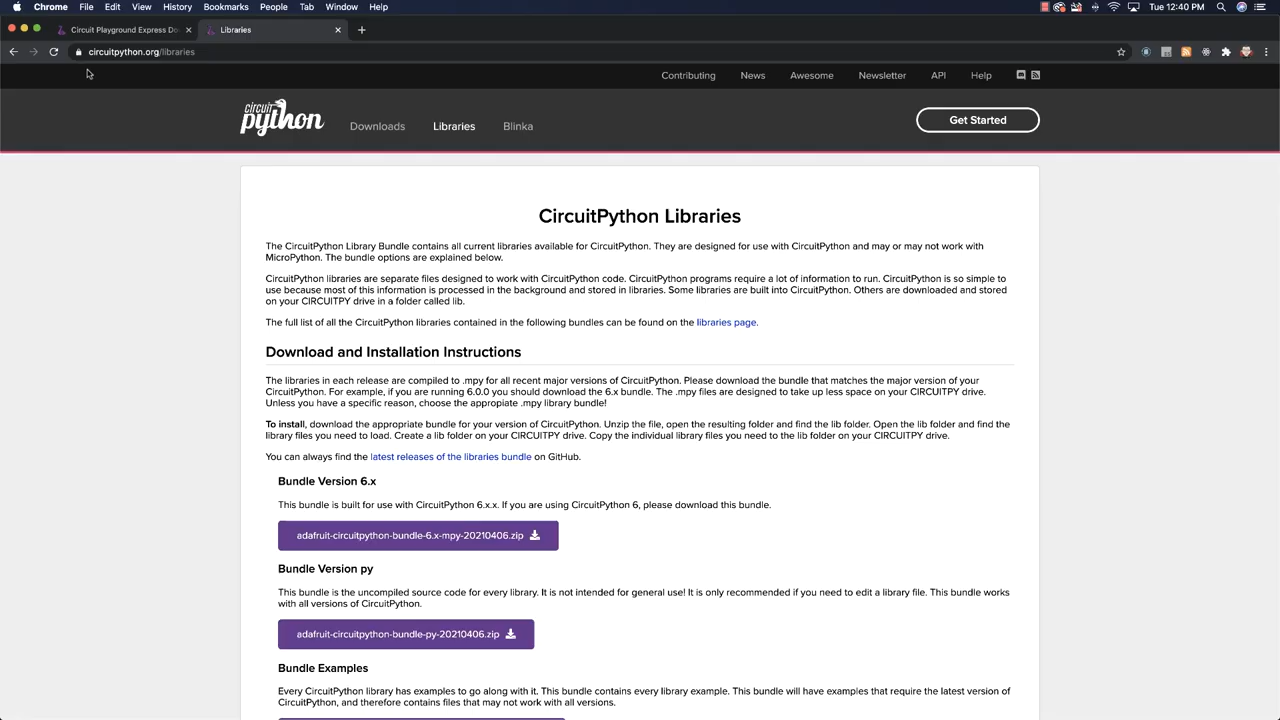 Chrome File Edit View History Bookmarks People Tab Window Help Tue 12:40 PM
Circuit Playground Express Do Libraries
circuitpython.org/libraries
Contributing News Awesome Newsletter API Help
circuit python Downloads Libraries Blinka Get Started
CircuitPython Libraries
The CircuitPython Library Bundle contains all current libraries available for CircuitPython. They are designed for use with CircuitPython and may or may not work with
MicroPython. The bundle options are explained below.
CircuitPython libraries are separate files designed to work with CircuitPython code. CircuitPython programs require a lot of information to run. CircuitPython is so simple to
use because most of this information is processed in the background and stored in libraries. Some libraries are built into CircuitPython. Others are downloaded and stored
on your CIRCUITPY drive in a folder called lib.
The full list of all the CircuitPython libraries contained in the following bundles can be found on the libraries page.
Download and Installation Instructions
The libraries in each release are compiled to .mpy for all recent major versions of CircuitPython. Please download the bundle that matches the major version of your
CircuitPython. For example, if you are running 6.0.0 you should download the 6.x bundle. The .mpy files are designed to take up less space on your CIRCUITPY drive.
Unless you have a specific reason, choose the appropiate .mpy library bundle!
To install, download the appropriate bundle for your version of CircuitPython. Unzip the file, open the resulting folder and find the lib folder. Open the lib folder and find the
library files you need to load. Create a lib folder on your CIRCUITPY drive. Copy the individual library files you need to the lib folder on your CIRCUITPY drive.
You can always find the latest releases of the libraries bundle on GitHub.
Bundle Version 6.x
This bundle is built for use with CircuitPython 6.x.x. If you are using CircuitPython 6, please download this bundle.
adafruit-circuitpython-bundle-6.x-mpy-20210406.zip
Bundle Version py
This bundle is the uncompiled source code for every library. It is not intended for general use! It is only recommended if you need to edit a library file. This bundle works
with all versions of CircuitPython.
adafruit-circuitpython-bundle-py-20210406.zip
Bundle Examples
Every CircuitPython library has examples to go along with it. This bundle contains every library example. This bundle will have examples that require the latest version of
CircuitPython, and therefore contains files that may not work with all versions.